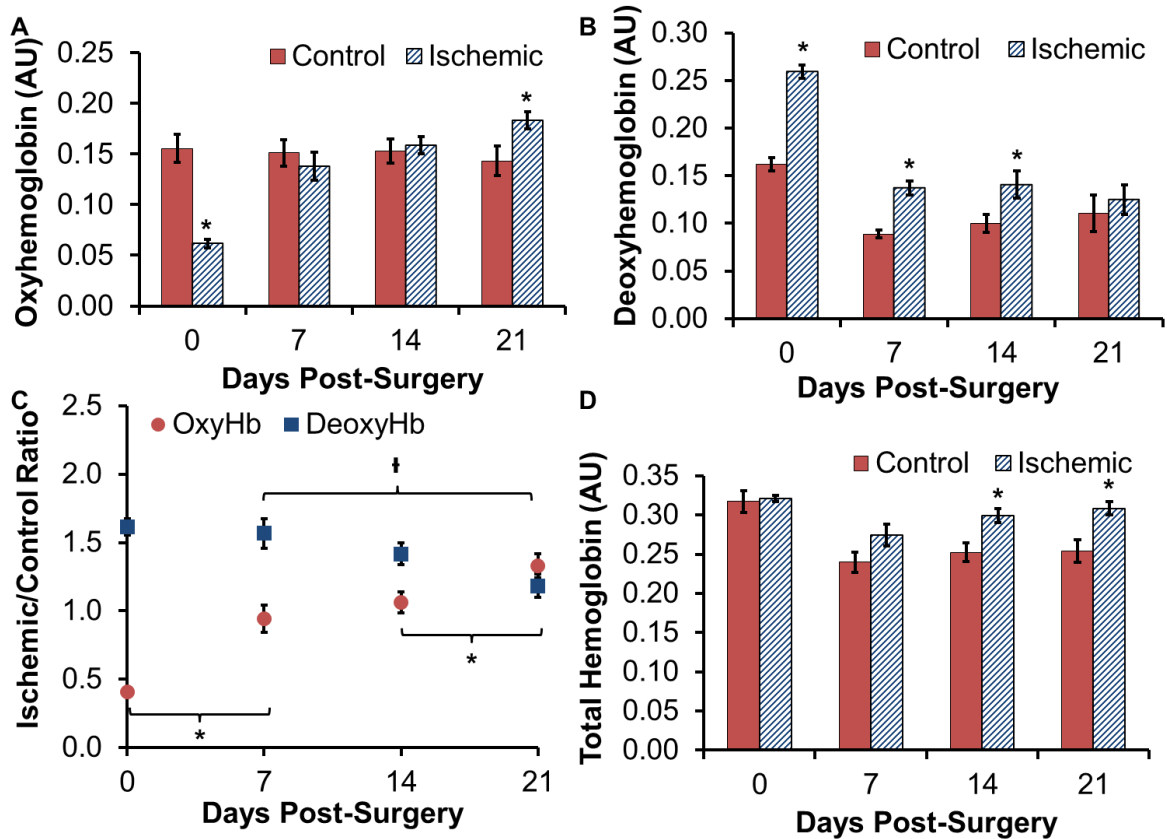 A
Oxyhemoglobin (AU)
0.25
0.20
0.15
0.10
0.05
0.00
Control
Ischemic
*
*
0
7
14
21
Days Post-Surgery
B
Deoxyhemoglobin (AU)
0.30
0.25
0.20
0.15
0.10
0.05
0.00
Control
Ischemic
*
*
*
0
7
14
21
Days Post-Surgery
C
Ischemic/Control Ratio
2.5
2.0
1.5
1.0
0.5
0.0
OxyHb
DeoxyHb
ꞎ
*
*
0
7
14
21
Days Post-Surgery
D
Total Hemoglobin (AU)
0.35
0.30
0.25
0.20
0.15
0.10
0.05
0.00
Control
Ischemic
*
*
0
7
14
21
Days Post-Surgery